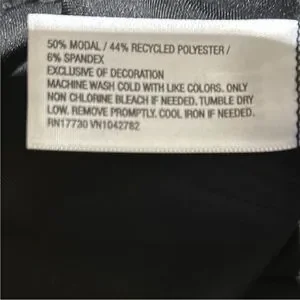 50% MODAL / 44% RECYCLED POLYESTER /
6% SPANDEX
EXCLUSIVE OF DECORATION
MACHINE WASH COLD WITH LIKE COLORS. ONLY
NON CHLORINE BLEACH IF NEEDED. TUMBLE DRY
LOW. REMOVE PROMPTLY. COOL IRON IF NEEDED.
RN17730 VN1042782